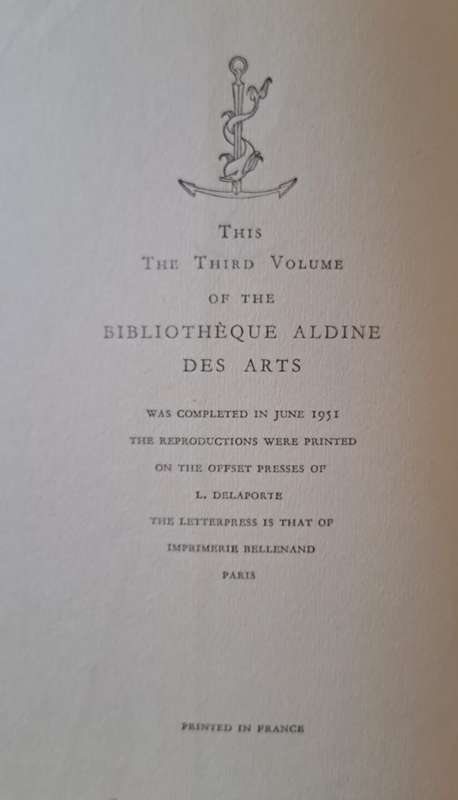 This
The Third Volume
of the
BIBLIOTHÈQUE ALDINE
DES ARTS
was completed in june 1951
the reproductions were printed
on the offset presses of
l. delaporte
the letterpress is that of
imprimerie bellenand
paris
printed in france